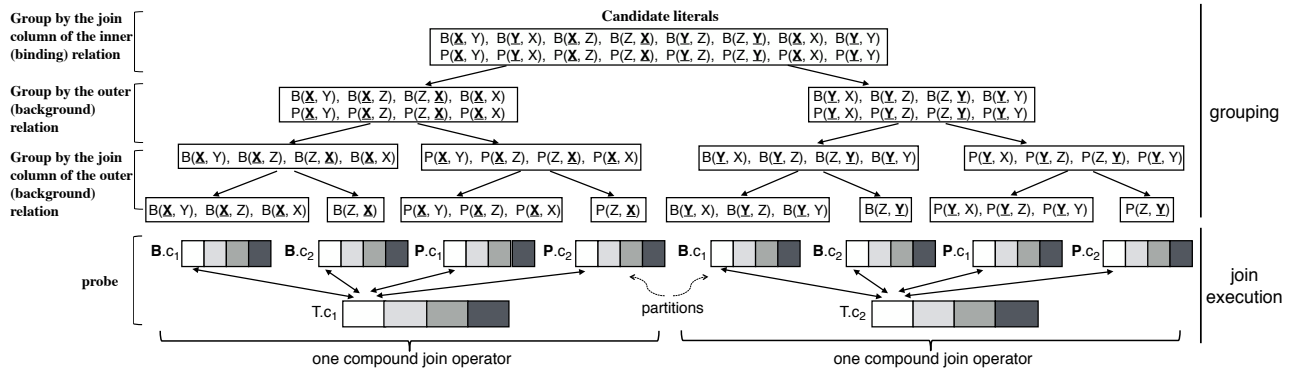 Group by the join
column of the inner
(binding) relation
Candidate literals
B(X, Y), B(Y, X), B(X, Z), B(Z, X), B(Y, Z), B(Z, Y), B(X, X), B(Y, Y)
P(X, Y), P(Y, X), P(X, Z), P(Z, X), P(Y, Z), P(Z, Y), P(X, X), P(Y, Y)
Group by the outer
(background)
relation
B(X, Y), B(X, Z), B(Z, X), B(X, X)
P(X, Y), P(X, Z), P(Z, X), P(X, X)
B(Y, X), B(Y, Z), B(Z, Y), B(Y, Y)
P(Y, X), P(Y, Z), P(Z, Y), P(Y, Y)
grouping
Group by the join
column of the outer
(background)
relation
B(X, Y), B(X, Z), B(Z, X), B(X, X)
P(X, Y), P(X, Z), P(Z, X), P(X, X)
B(Y, X), B(Y, Z), B(Z, Y), B(Y, Y)
P(Y, X), P(Y, Z), P(Z, Y), P(Y, Y)
B(X, Y), B(X, Z), B(X, X)
B(Z, X)
P(X, Y), P(X, Z), P(X, X)
P(Z, X)
B(Y, X), B(Y, Z), B(Y, Y)
B(Z, Y)
P(Y, X), P(Y, Z), P(Y, Y)
P(Z, Y)
probe
B.c1
B.c2
P.c1
P.c2
B.c1
B.c2
P.c1
P.c2
T.c1
partitions
T.c2
join
execution
one compound join operator
one compound join operator